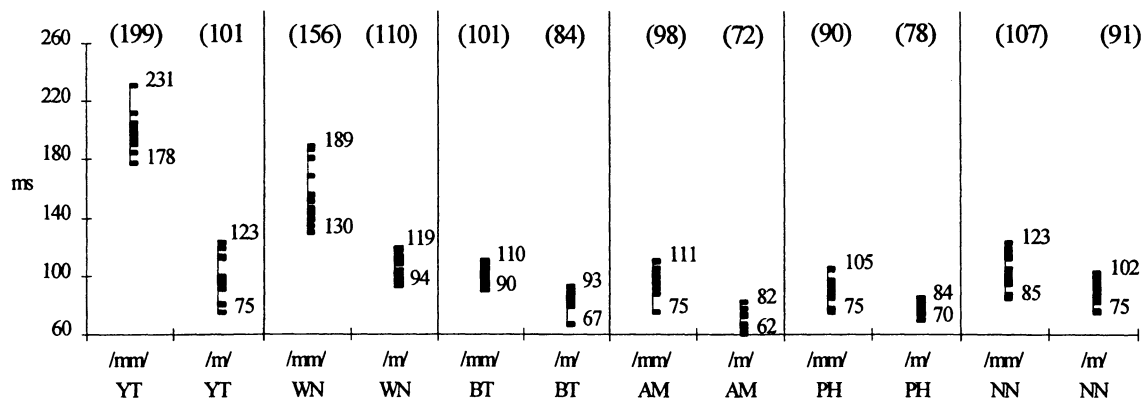 (199) (101) (156) (110) (101) (84) (98) (72) (90) (78) (107) (91)
260
231
220
189
180
178
ms
140
130
123 119 110 93 111 82 105 84 123 102
100
94 90 67 75 62 75 70 85 75
75
60
/mm/ /m/ /mm/ /m/ /mm/ /m/ /mm/ /m/ /mm/ /m/ /mm/ /m/
YT YT WN WN BT BT AM AM PH PH NN NN